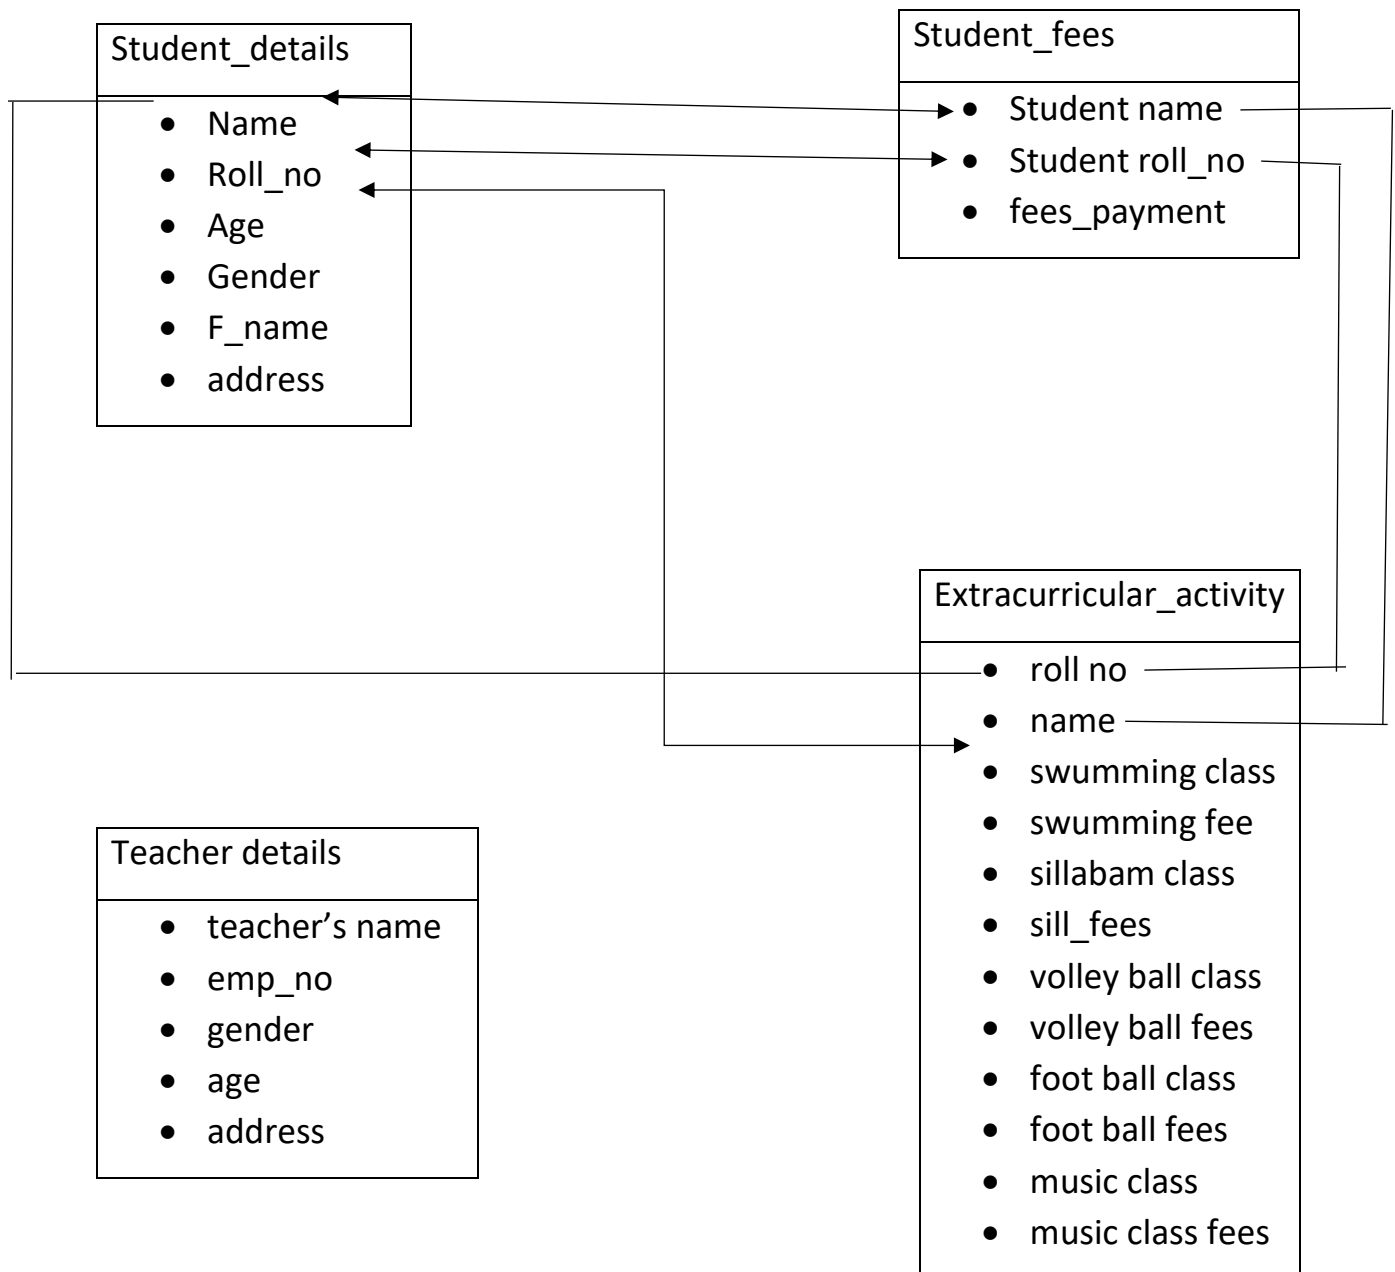 Student_details
Name
Roll_no
Age
Gender
F_name
address
Student_fees
Student name
Student roll_no
fees_payment
Extracurricular_activity
roll no
name
swumming class
swumming fee
sillabam class
sill_fees
volley ball class
volley ball fees
foot ball class
foot ball fees
music class
music class fees
Teacher details
teacher’s name
emp_no
gender
age
address